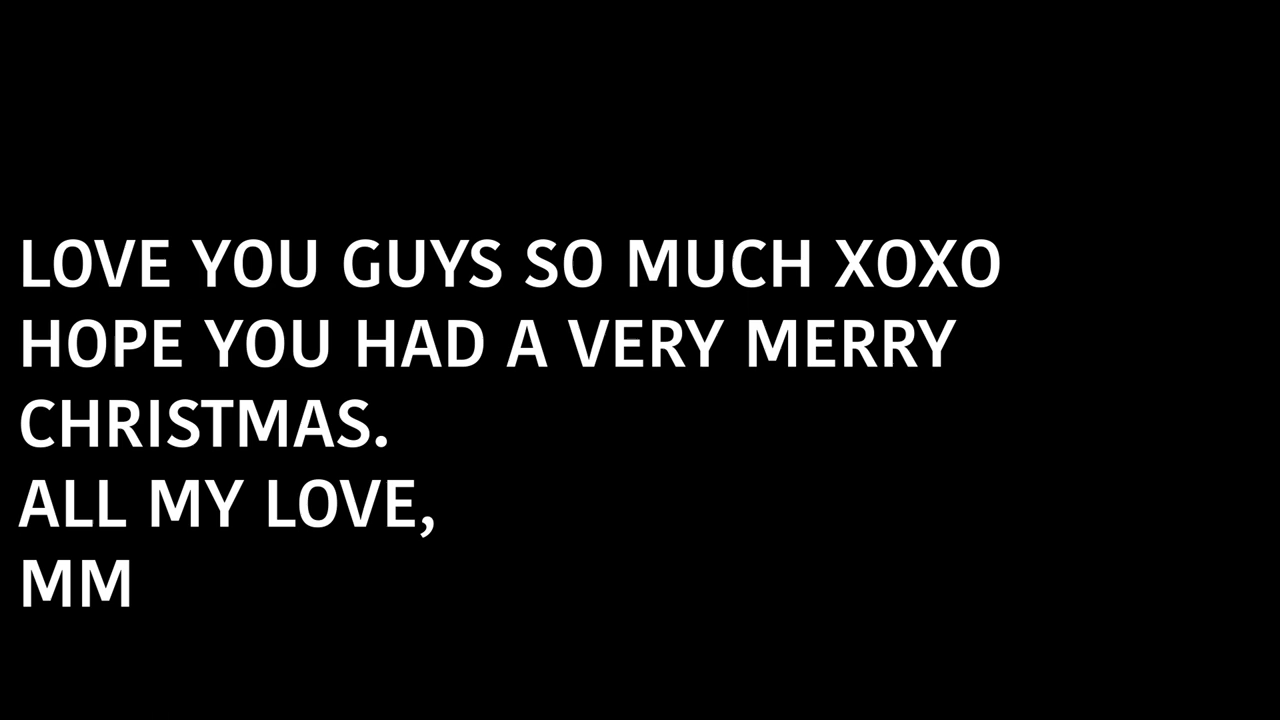 LOVE YOU GUYS SO MUCH XOXO
HOPE YOU HAD A VERY MERRY
CHRISTMAS.
ALL MY LOVE,
MM